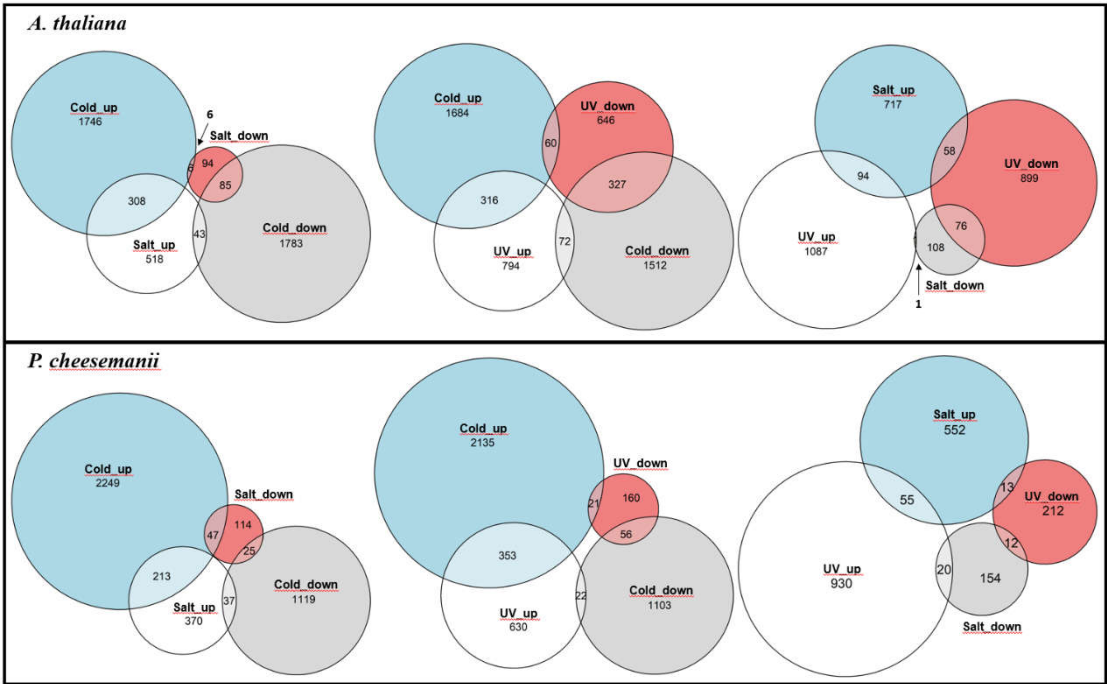 A. thaliana
Cold_up
1746
6
Salt_down
6
94
85
308
43
Cold_down
1783
Salt_up
518
Cold_up
1684
UV_down
646
60
327
316
72
UV_up
794
Cold_down
1512
Salt_up
717
58
UV_down
899
94
76
UV_up
1087
108
Salt_down
1
P. cheesemanii
Cold_up
2249
Salt_down
114
47
25
213
37
Cold_down
1119
Salt_up
370
Cold_up
2135
UV_down
160
21
56
353
22
Cold_down
1103
UV_up
630
Salt_up
552
13
UV_down
212
55
12
UV_up
930
20
154
Salt_down